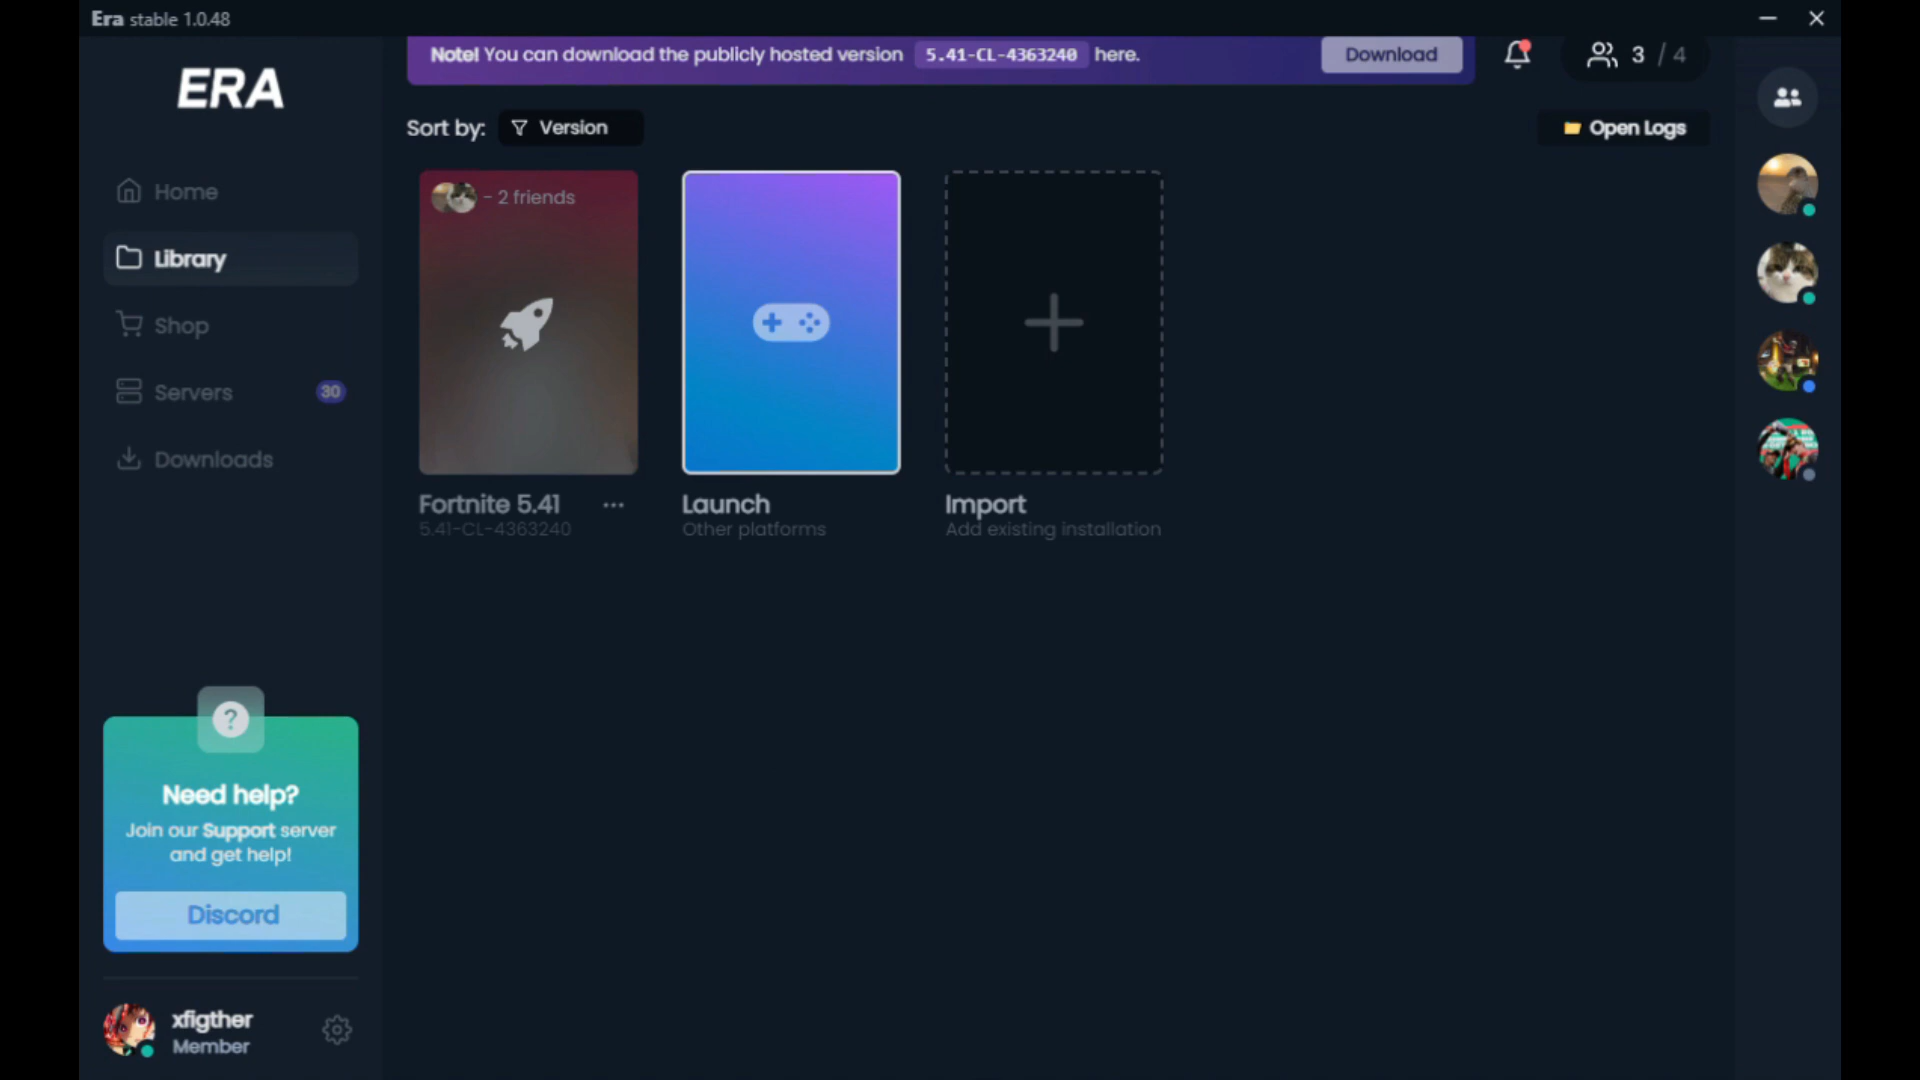 Era stable 1.0.48
ERA
Note! You can download the publicly hosted version 5.41-CL-4363240 here.
Download
3 / 4
Sort by:
Version
Open Logs
Home
Library
Shop
Servers
30
Downloads
- 2 friends
Fortnite 5.41
...
5.41-CL-4363240
Launch
Other platforms
Import
Add existing installation
?
Need help?
Join our Support server
and get help!
Discord
xfigther
Member